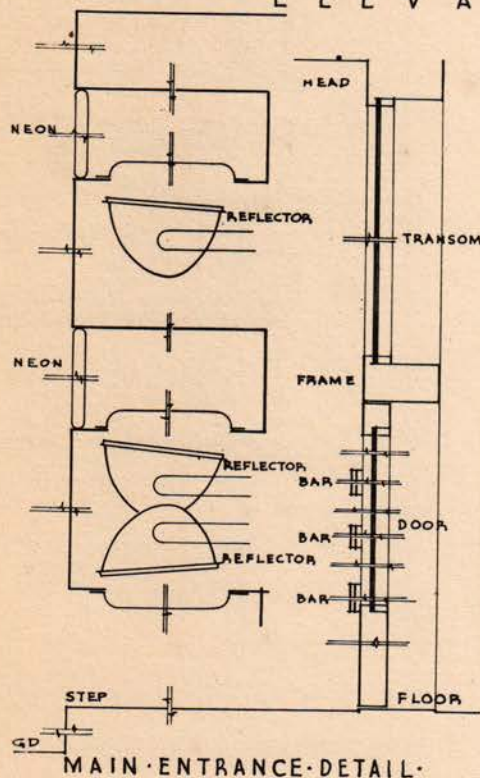 E L E V A
HEAD
NEON
REFLECTOR
TRANSOM
NEON
FRAME
REFLECTOR
BAR
DOOR
BAR
REFLECTOR
BAR
STEP
FLOOR
GD
MAIN·ENTRANCE·DETAIL·